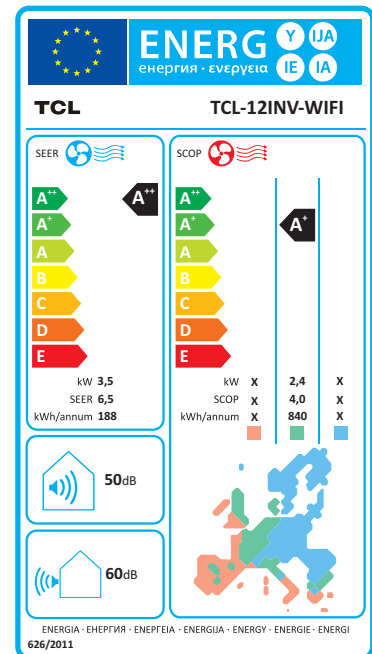 ENERG Y IJA
енергия · ενεργεια IE IA
TCL TCL-12INV-WIFI
SEER
A++ A++
A+
A
B
C
D
E
kW 3,5
SEER 6,5
kWh/annum 188
SCOP
A++
A+ A+
A
B
C
D
E
kW X 2,4 X
SCOP X 4,0 X
kWh/annum X 840 X
50dB
60dB
ENERGIA · ЕНЕРГИЯ · ΕΝΕΡΓΕΙΑ · ENERGIJA · ENERGY · ENERGIE · ENERGI
626/2011